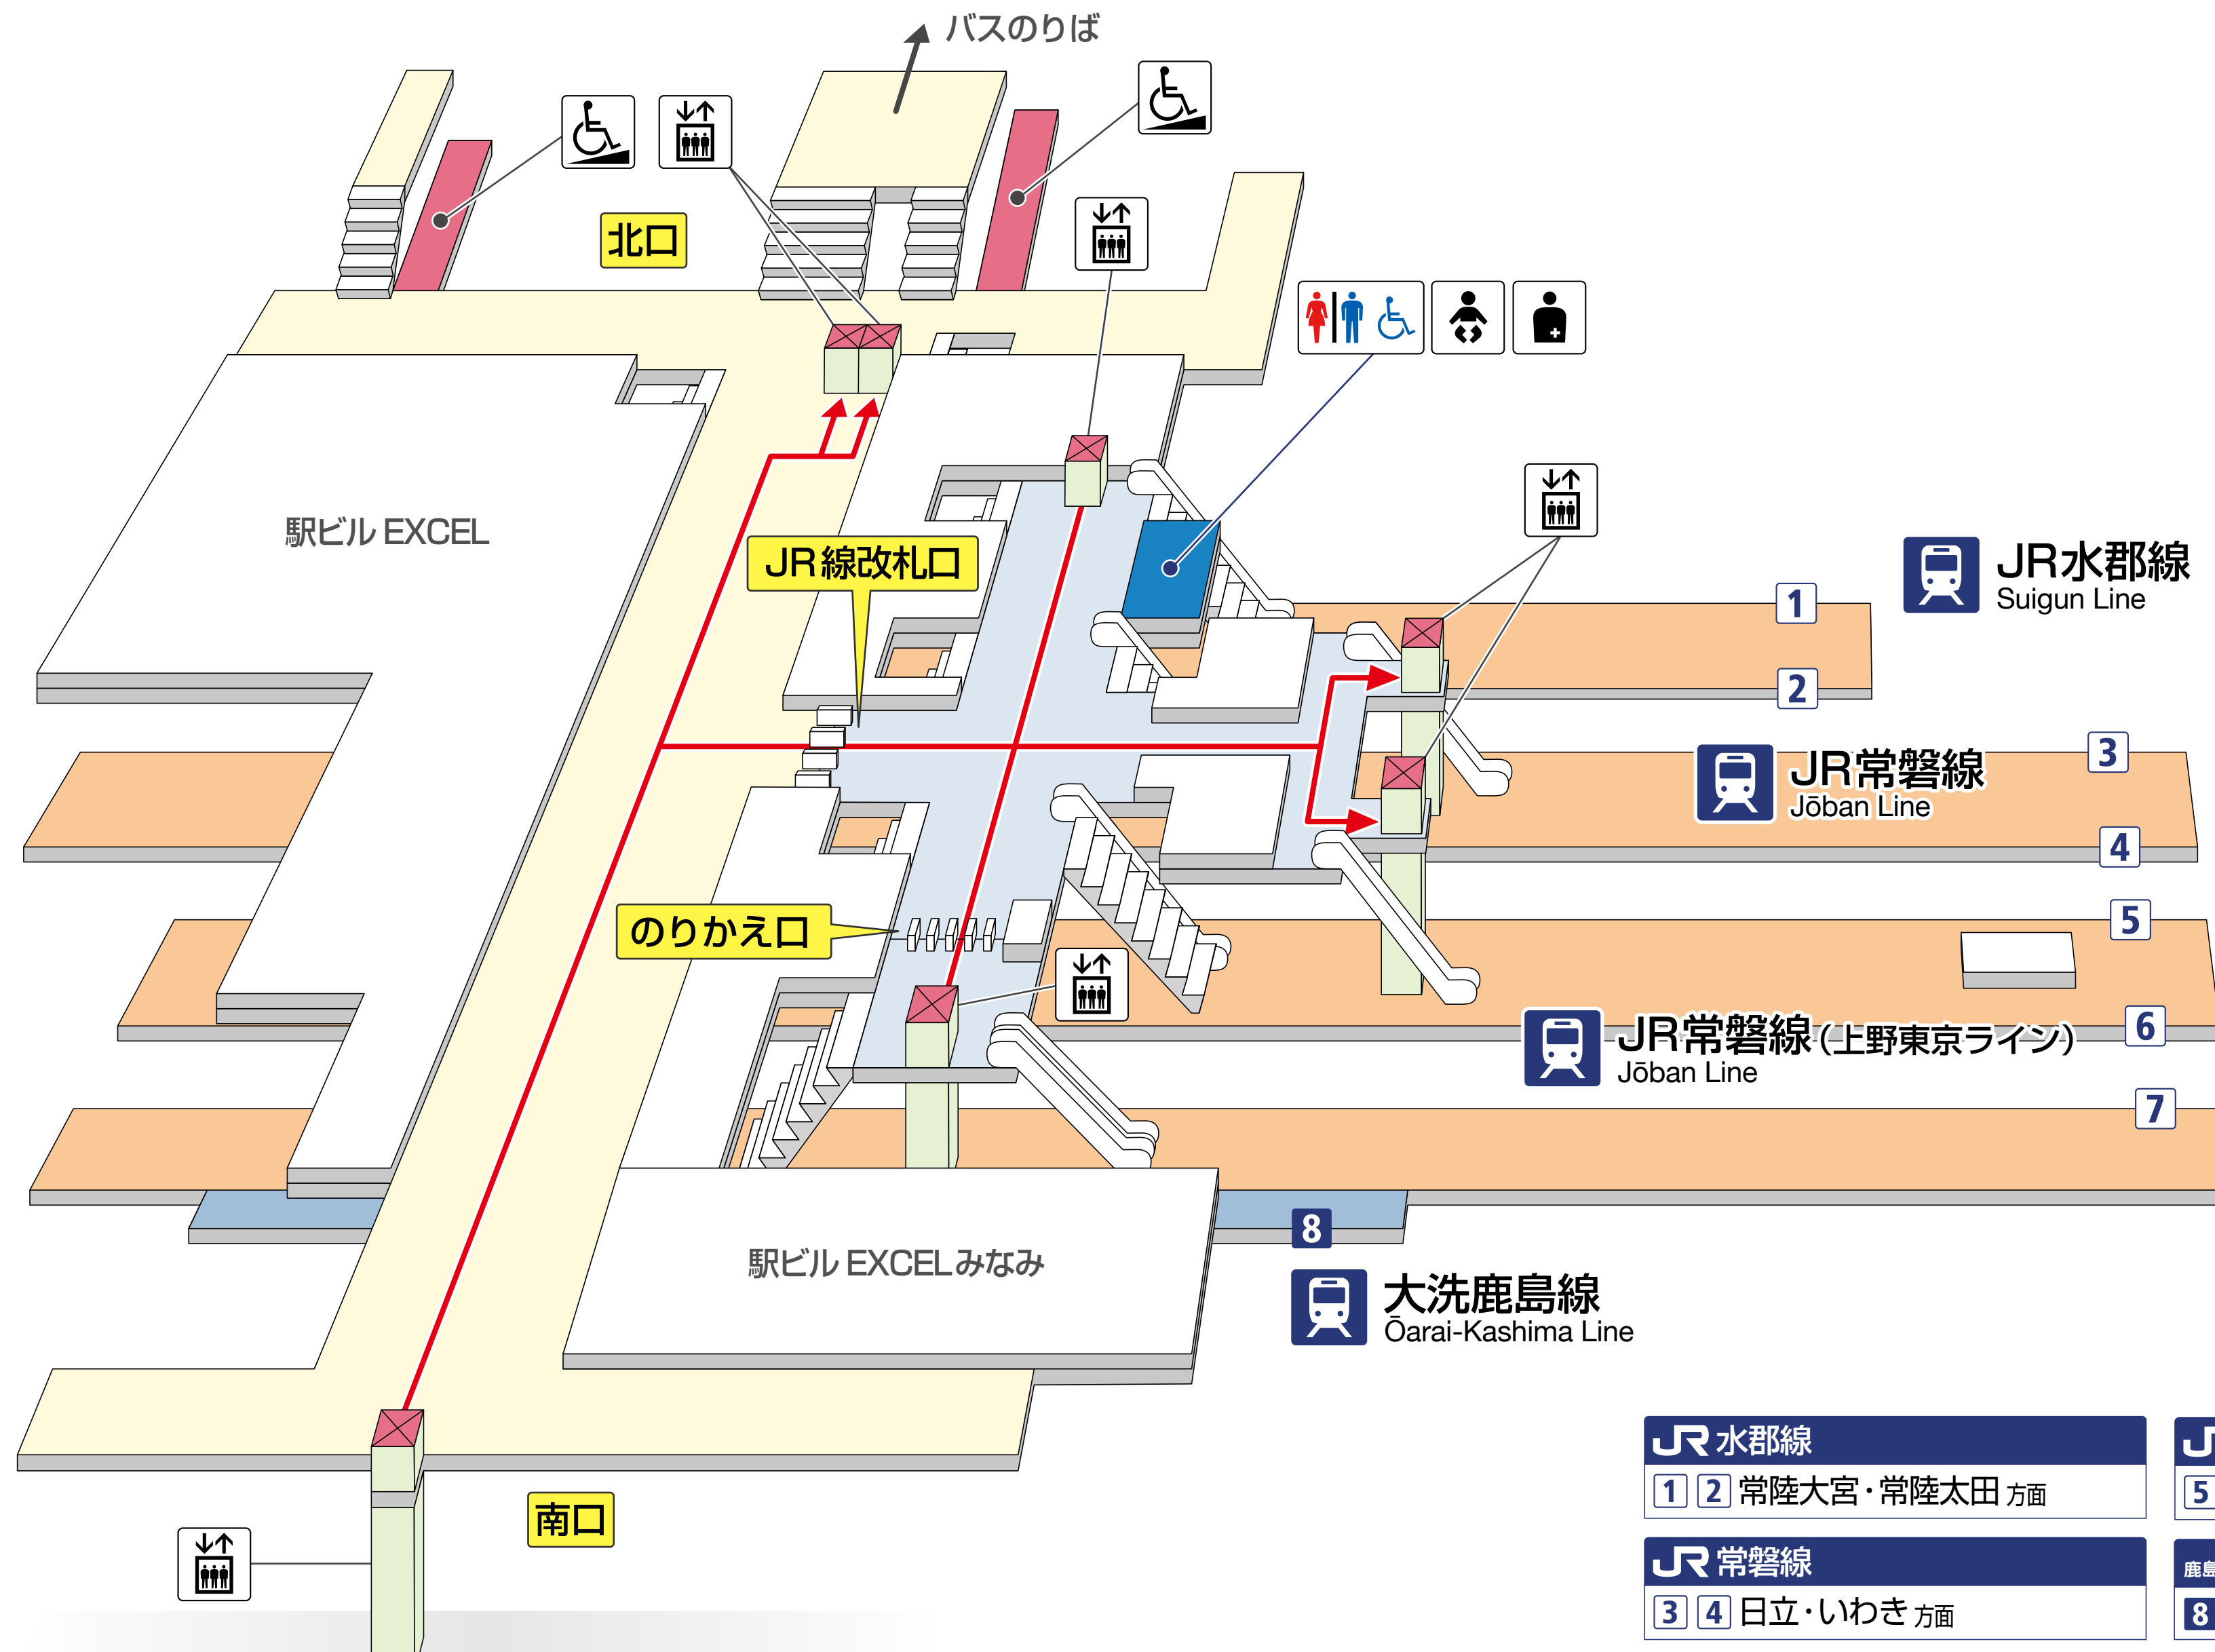 バスのりば
北口
駅ビル EXCEL
JR線改札口
1
JR水郡線
Suigun Line
2
3
JR常磐線
Jōban Line
4
のりかえ口
5
6
JR常磐線(上野東京ライン)
Jōban Line
7
8
駅ビル EXCELみなみ
大洗鹿島線
Ōarai-Kashima Line
南口
JR 水郡線
1 2 常陸大宮・常陸太田 方面
JR 常磐線
3 4 日立・いわき 方面
5
鹿島
8